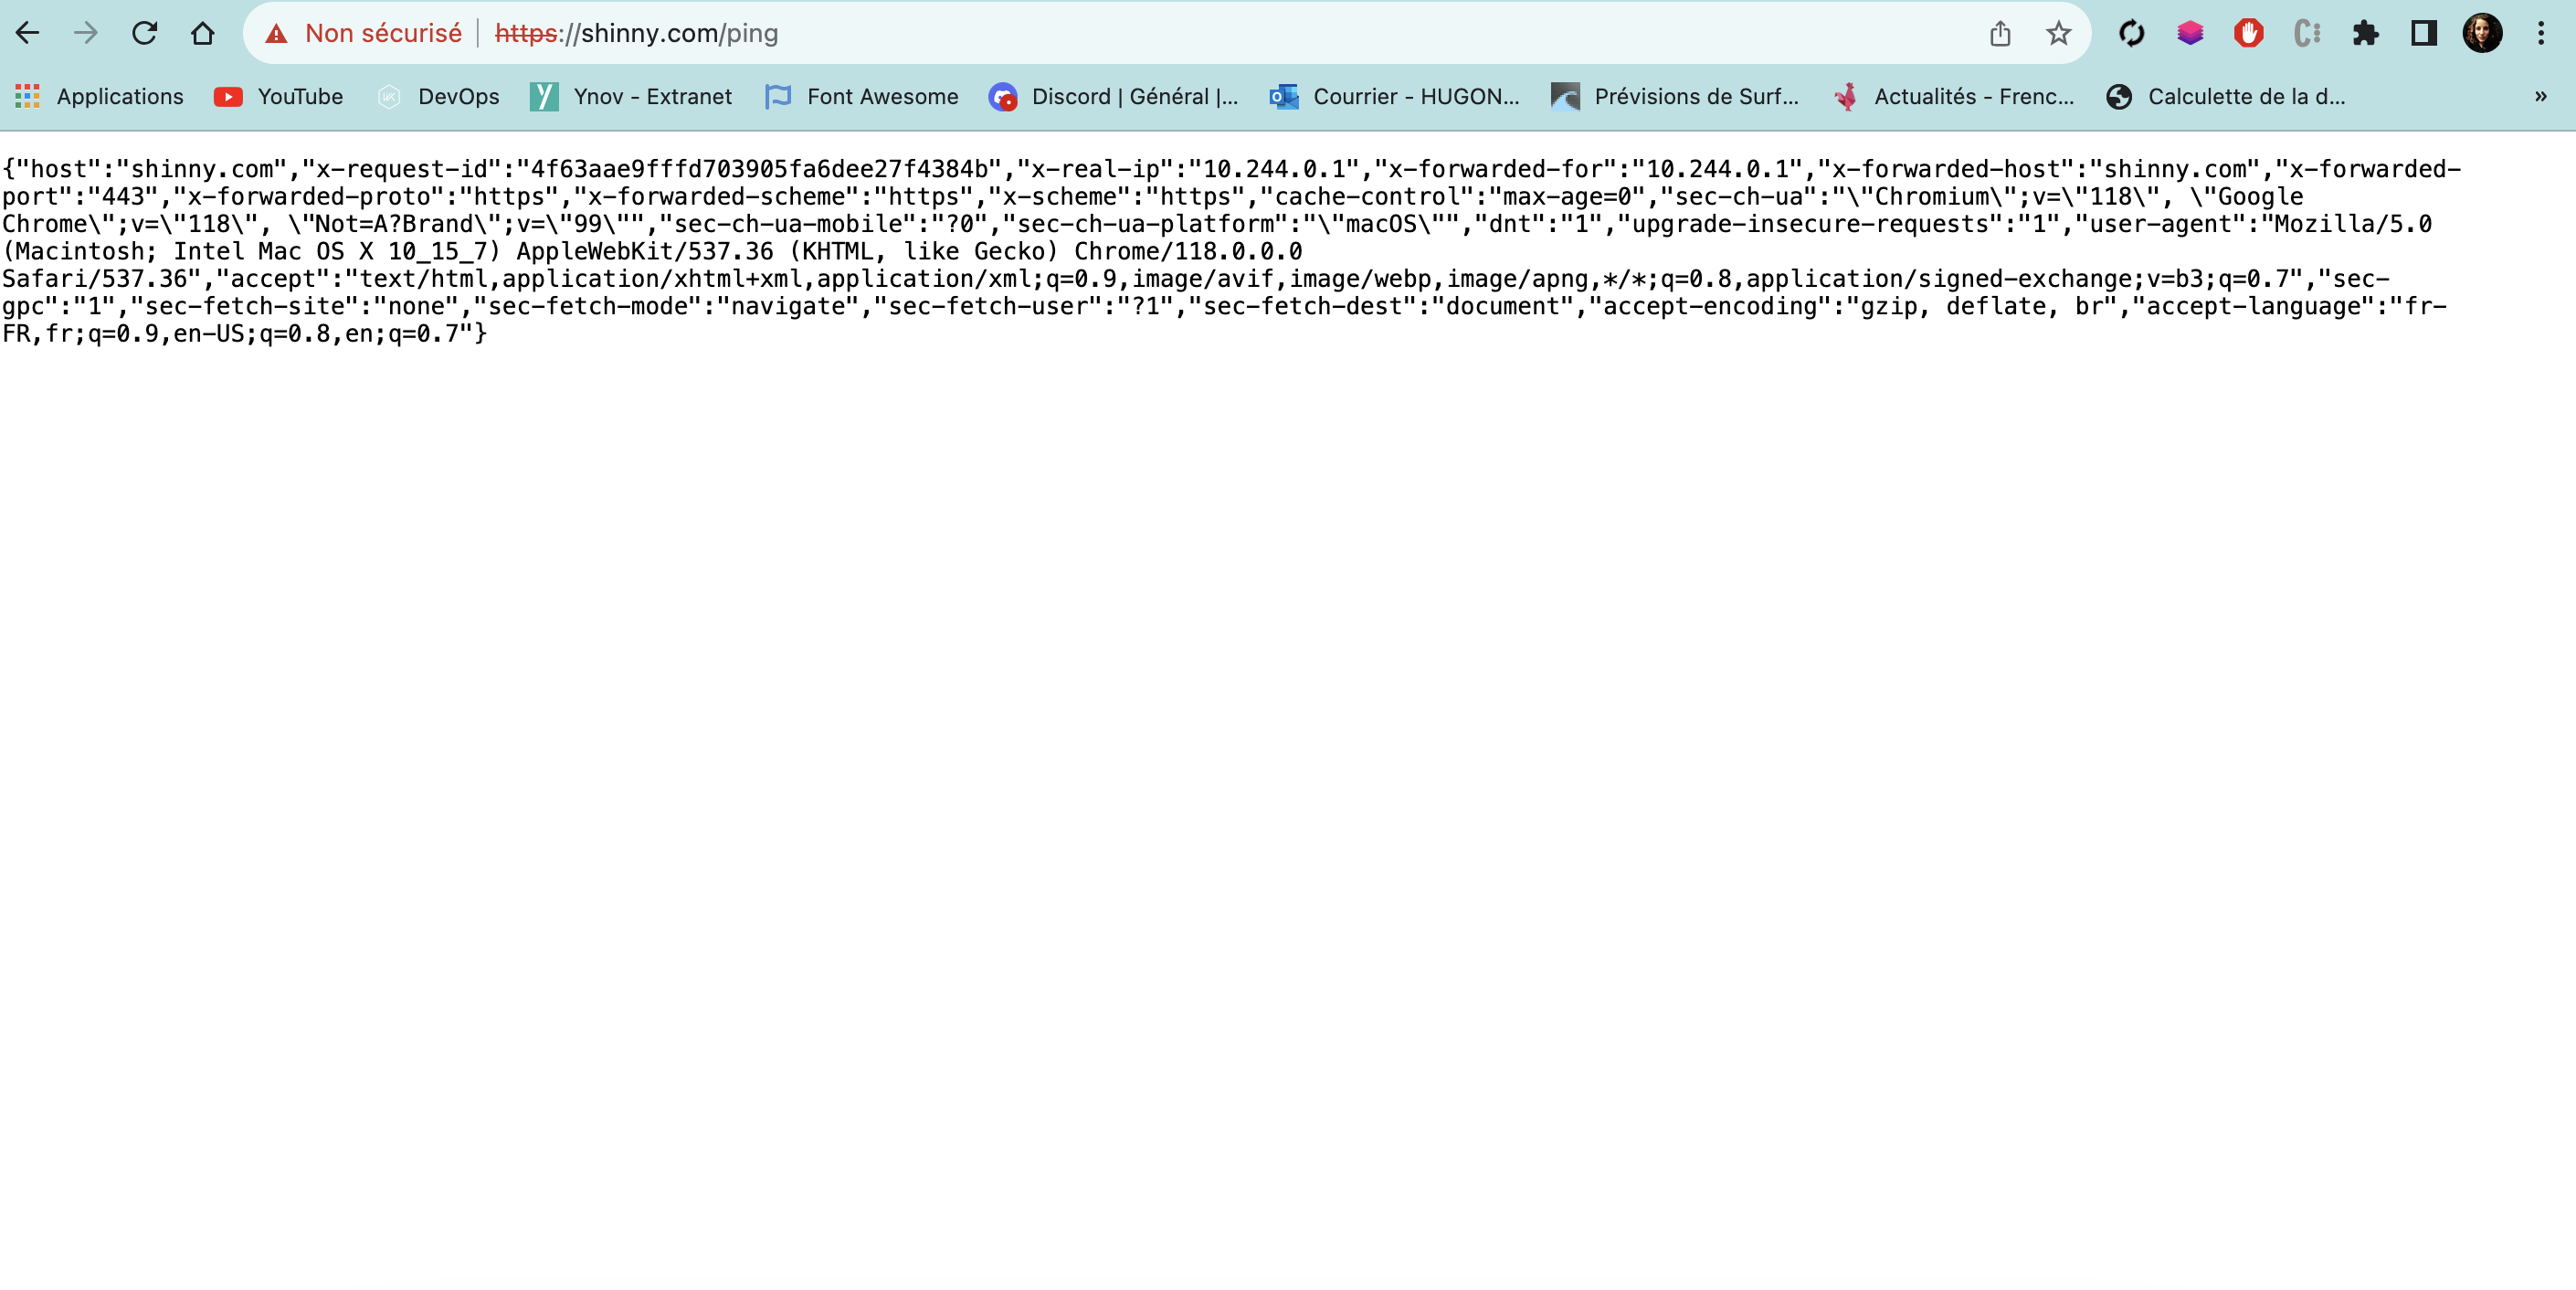 Non sécurisé | https://shinny.com/ping
Applications YouTube DevOps Ynov - Extranet Font Awesome Discord | Général |... Courrier - HUGON... Prévisions de Surf... Actualités - Frenc... Calculette de la d... »
{"host":"shinny.com","x-request-id":"4f63aae9fffd703905fa6dee27f4384b","x-real-ip":"10.244.0.1","x-forwarded-for":"10.244.0.1","x-forwarded-host":"shinny.com","x-forwarded-
port":"443","x-forwarded-proto":"https","x-forwarded-scheme":"https","x-scheme":"https","cache-control":"max-age=0","sec-ch-ua":"\"Chromium\";v=\"118\", \"Google
Chrome\";v=\"118\", \"Not=A?Brand\";v=\"99\"","sec-ch-ua-mobile":"?0","sec-ch-ua-platform":"\"macOS\"","dnt":"1","upgrade-insecure-requests":"1","user-agent":"Mozilla/5.0
(Macintosh; Intel Mac OS X 10_15_7) AppleWebKit/537.36 (KHTML, like Gecko) Chrome/118.0.0.0
Safari/537.36","accept":"text/html,application/xhtml+xml,application/xml;q=0.9,image/avif,image/webp,image/apng,*/*;q=0.8,application/signed-exchange;v=b3;q=0.7","sec-
gpc":"1","sec-fetch-site":"none","sec-fetch-mode":"navigate","sec-fetch-user":"?1","sec-fetch-dest":"document","accept-encoding":"gzip, deflate, br","accept-language":"fr-
FR,fr;q=0.9,en-US;q=0.8,en;q=0.7"}